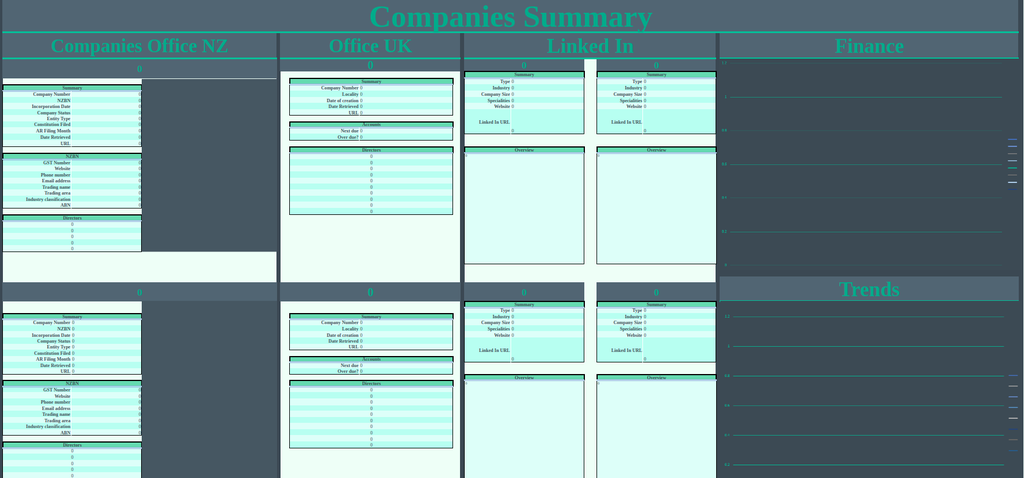 Companies Summary
Companies Office NZ
Office UK
Linked In
Finance
0
0
0
0
Summary
Company Number 0
NZBN 0
Incorporation Date 0
Company Status 0
Entity Type 0
Constitution Filed 0
AR Filing Month 0
Date Retrieved 0
URL 0
NZBN
GST Number 0
Website 0
Phone number 0
Email address 0
Trading name 0
Trading area 0
Industry classification 0
ABN 0
Directors
0
0
0
0
0
Summary
Company Number 0
Locality 0
Date of creation 0
Date Retrieved 0
URL 0
Accounts
Next due 0
Over due? 0
Directors
0
0
0
0
0
0
0
0
0
0
Summary
Type 0
Industry 0
Company Size 0
Specialities 0
Website 0
Linked In URL
0
Overview
0
Summary
Type 0
Industry 0
Company Size 0
Specialities 0
Website 0
Linked In URL
0
Overview
0
0
0
0
Trends
Summary
Company Number 0
NZBN 0
Incorporation Date 0
Company Status 0
Entity Type 0
Constitution Filed 0
AR Filing Month 0
Date Retrieved 0
URL 0
NZBN
GST Number 0
Website 0
Phone number 0
Email address 0
Trading name 0
Trading area 0
Industry classification 0
ABN 0
Directors
0
0
0
0
0
Summary
Company Number 0
Locality 0
Date of creation 0
Date Retrieved 0
URL 0
Accounts
Next due 0
Over due? 0
Directors
0
0
0
0
0
0
0
0
0
0
Summary
Type 0
Industry 0
Company Size 0
Specialities 0
Website 0
Linked In URL
0
Overview
Summary
Type 0
Industry 0
Company Size 0
Specialities 0
Website 0
Linked In URL
0
Overview